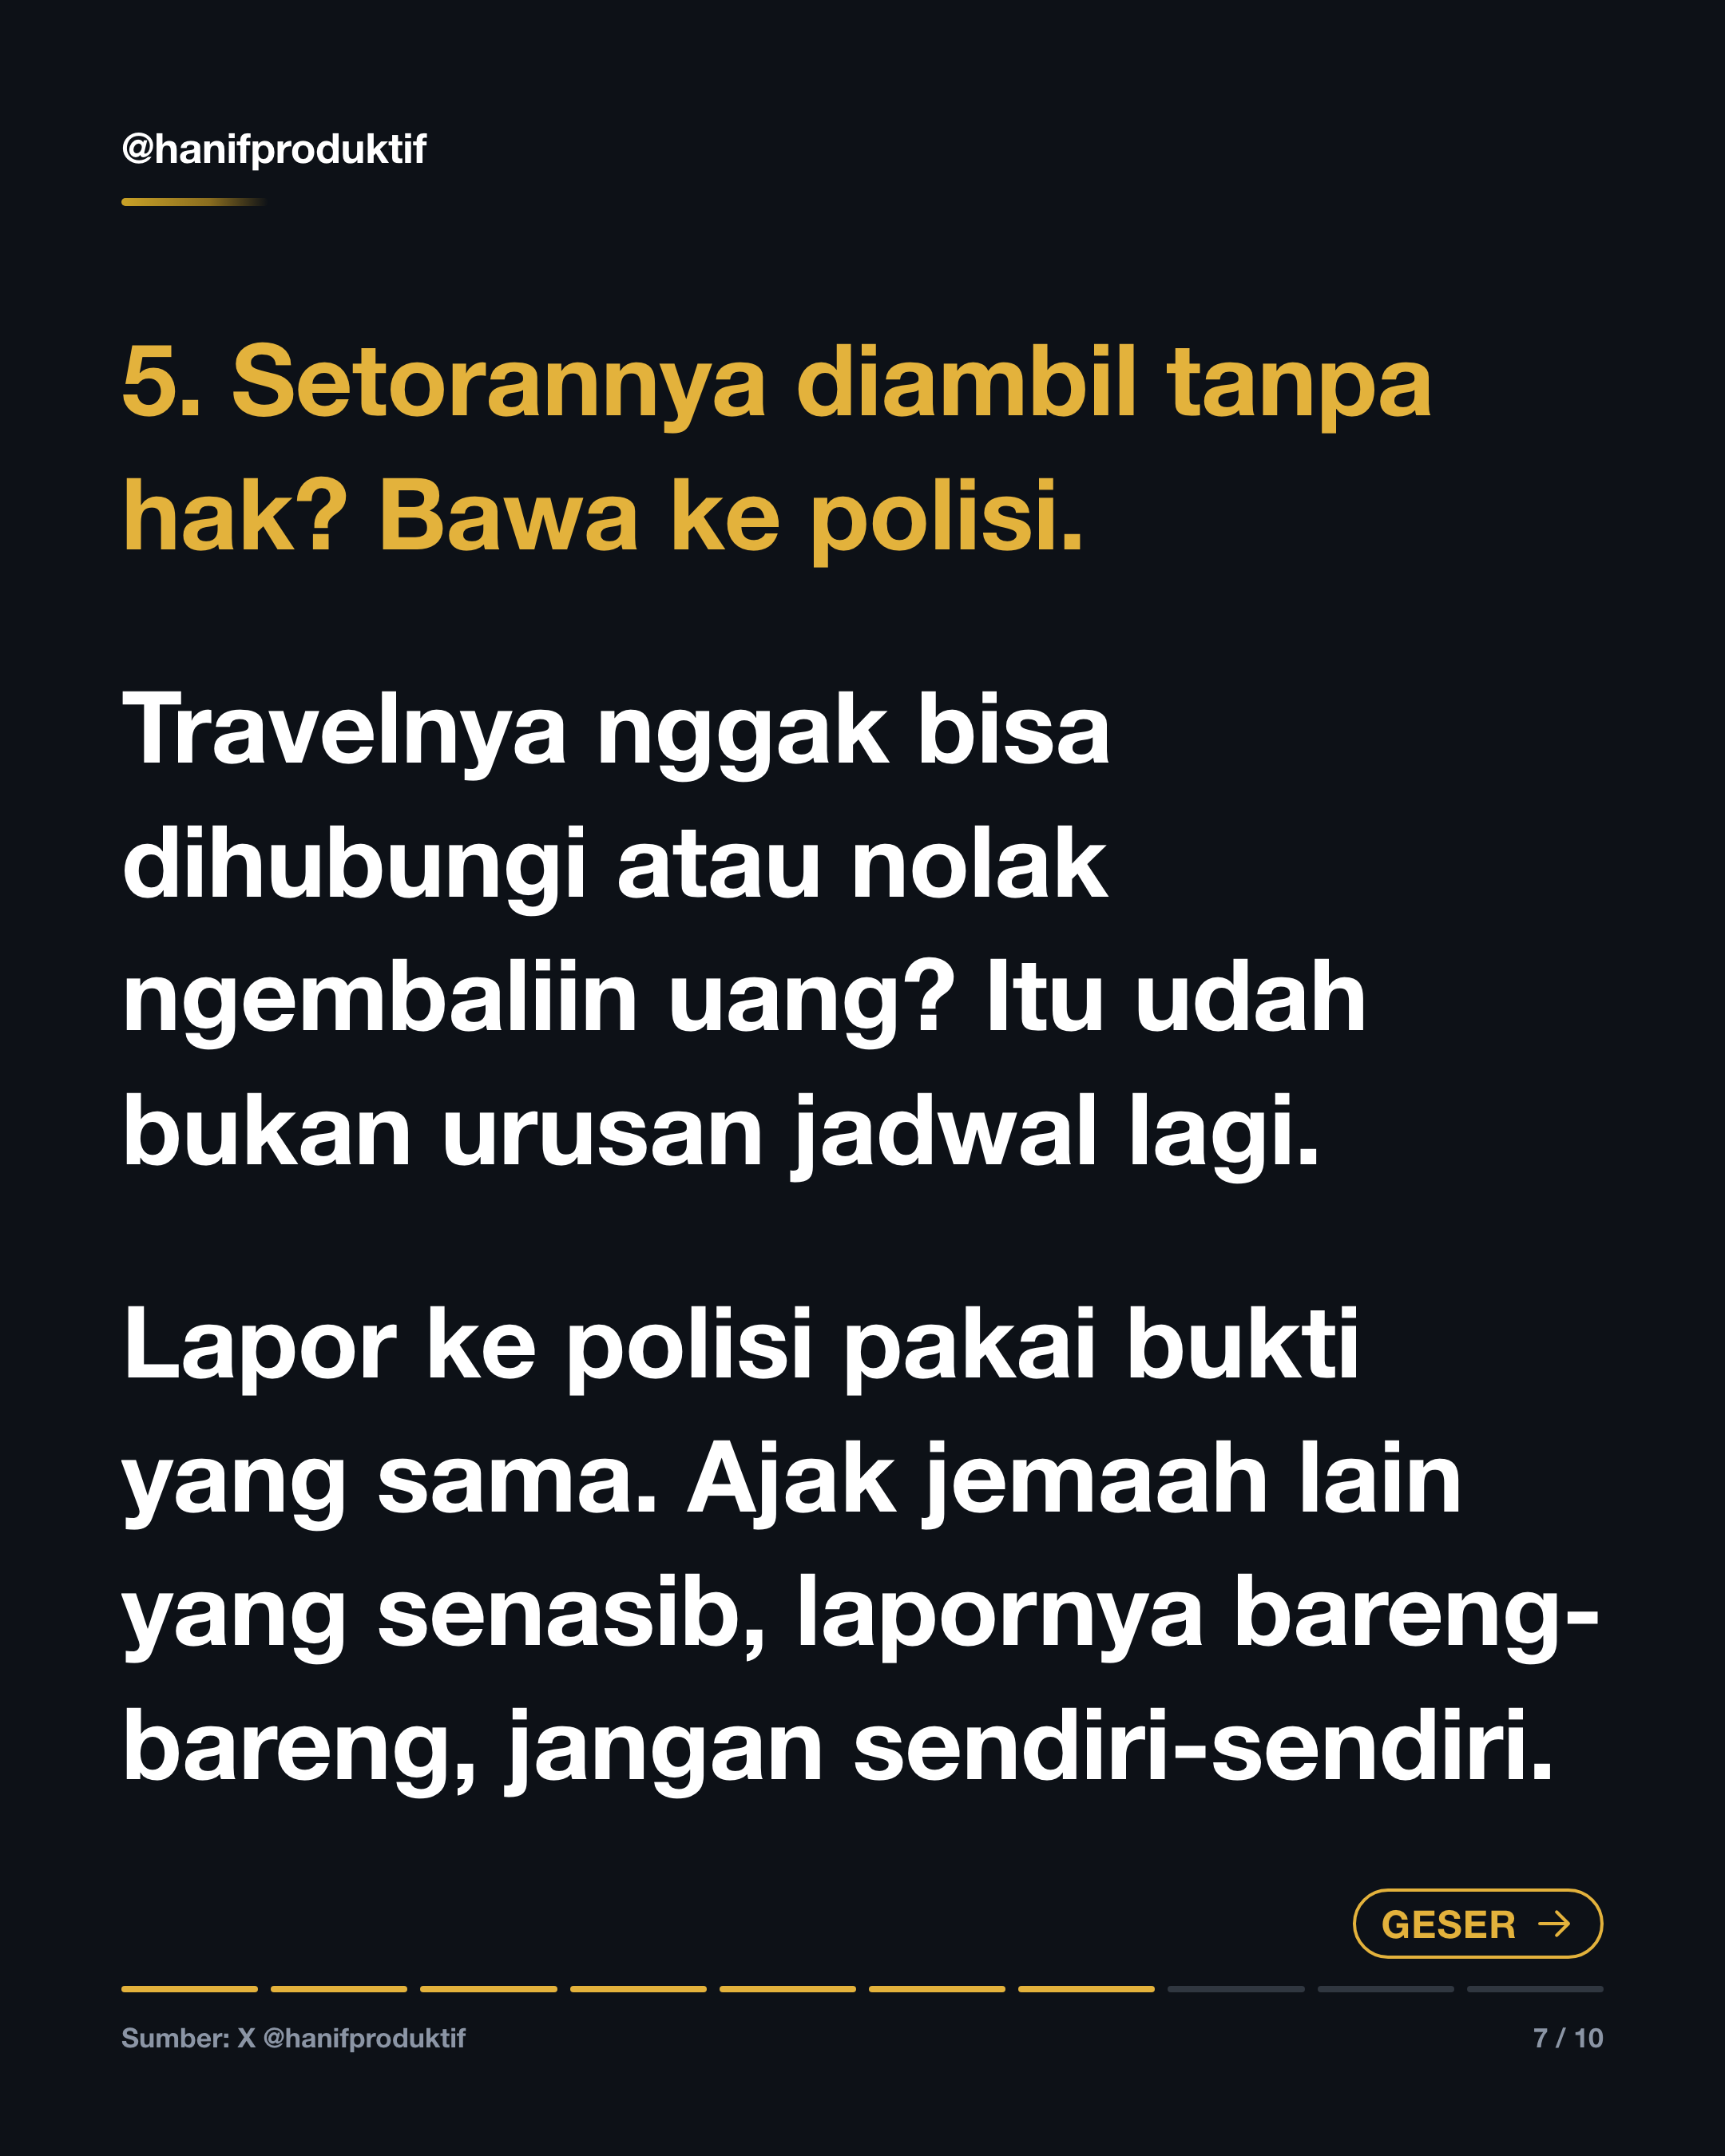 @hanifproduktif
5. Setorannya diambil tanpa
hak? Bawa ke polisi.
Travelnya nggak bisa
dihubungi atau nolak
ngembaliin uang? Itu udah
bukan urusan jadwal lagi.
Lapor ke polisi pakai bukti
yang sama. Ajak jemaah lain
yang senasib, lapornya bareng-
bareng, jangan sendiri-sendiri.
GESER →
Sumber: X @hanifproduktif
7 / 10